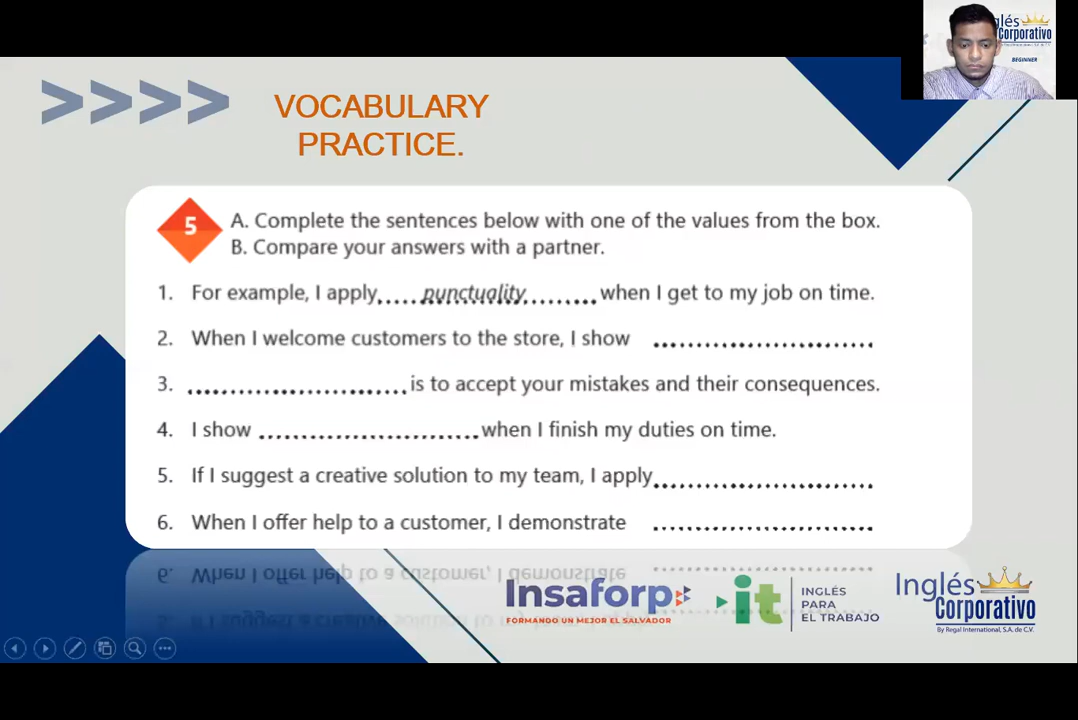 glés
Corporativo
BEGINNER
>>>> VOCABULARY
PRACTICE.
5 A. Complete the sentences below with one of the values from the box.
B. Compare your answers with a partner.
1. For example, I apply.....punctuality........when I get to my job on time.
2. When I welcome customers to the store, I show ........................
3. ........................is to accept your mistakes and their consequences.
4. I show ........................when I finish my duties on time.
5. If I suggest a creative solution to my team, I apply........................
6. When I offer help to a customer, I demonstrate ........................
Insaforp
FORMANDO UN MEJOR EL SALVADOR
it
INGLÉS
PARA
EL TRABAJO
Inglés
Corporativo
By Regal International, S.A. de C.V.